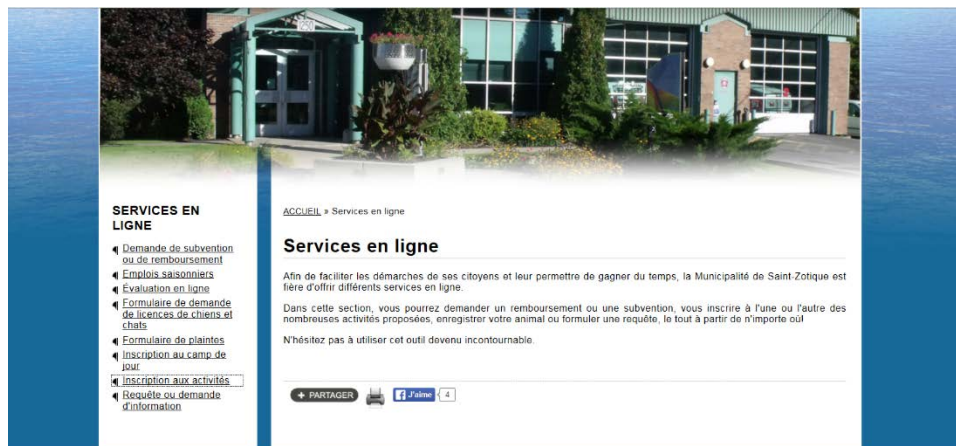 1250
SERVICES EN
LIGNE
Demande de subvention
ou de remboursement
Emplois saisonniers
Évaluation en ligne
Formulaire de demande
de licences de chiens et
chats
Formulaire de plaintes
Inscription au camp de
jour
Inscription aux activités
Requête ou demande
d'information
ACCUEIL » Services en ligne
Services en ligne
Afin de faciliter les démarches de ses citoyens et leur permettre de gagner du temps, la Municipalité de Saint-Zotique est
fière d'offrir différents services en ligne.
Dans cette section, vous pourrez demander un remboursement ou une subvention, vous inscrire à l'une ou l'autre des
nombreuses activités proposées, enregistrer votre animal ou formuler une requête, le tout à partir de n'importe où!
N'hésitez pas à utiliser cet outil devenu incontournable.
+ PARTAGER
f J'aime 4